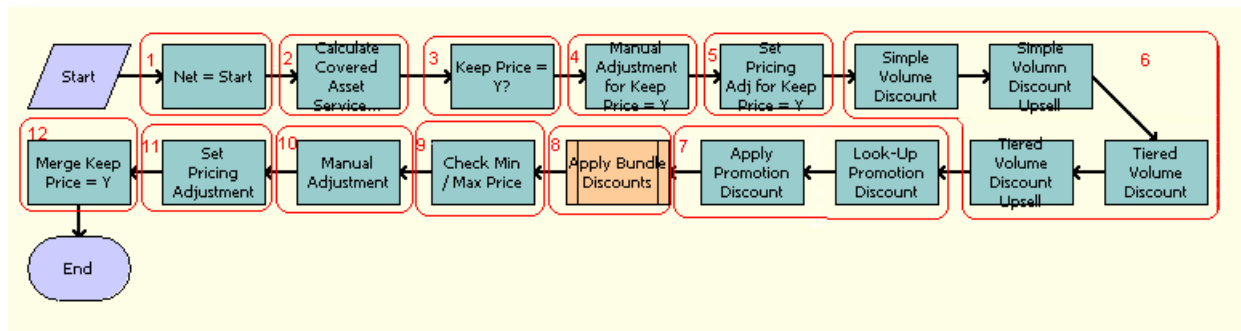 Start
1
Net = Start
2
Calculate
Covered
Asset
Service...
3
Keep Price =
Y?
4
Manual
Adjustment
for Keep
Price = Y
5
Set
Pricing
Adj for Keep
Price = Y
Simple
Volume
Discount
Simple
Volumn
Discount
Upsell
6
Tiered
Volume
Discount
Tiered
Volume
Discount
Upsell
7
Look-Up
Promotion
Discount
Apply
Promotion
Discount
8
Apply Bundle
Discounts
9
Check Min
/ Max Price
10
Manual
Adjustment
11
Set
Pricing
Adjustment
12
Merge Keep
Price = Y
End